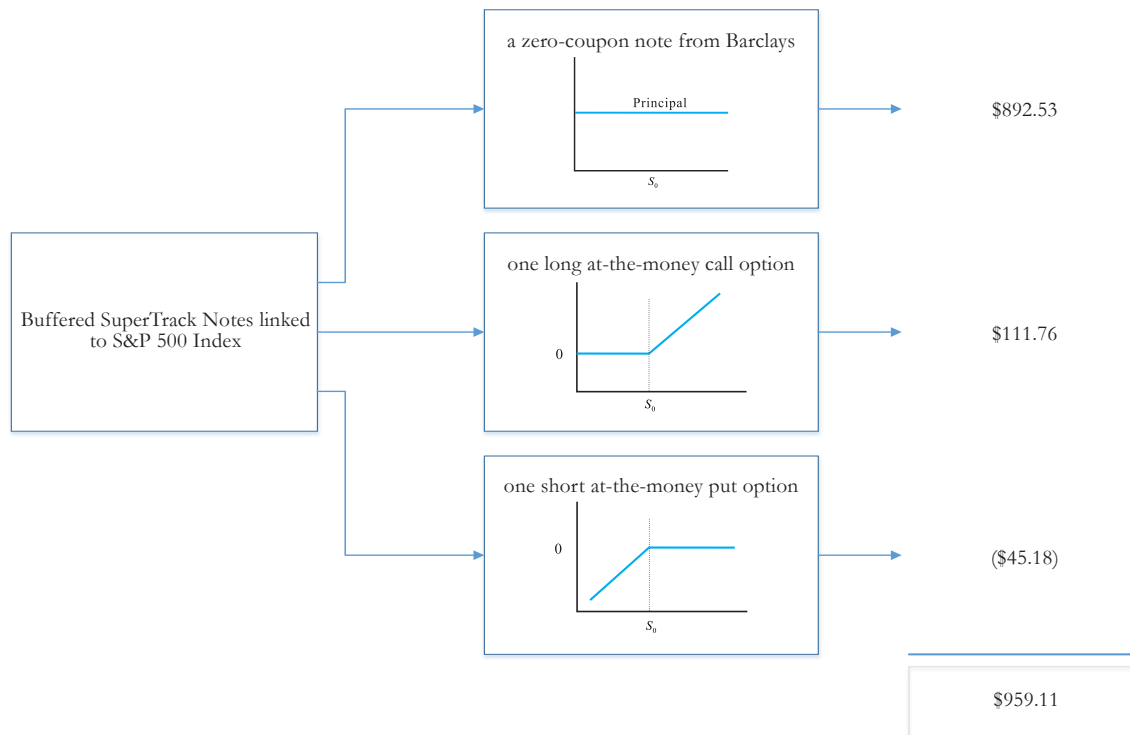 a zero-coupon note from Barclays
Principal
S₀
$892.53
Buffered SuperTrack Notes linked
to S&P 500 Index
one long at-the-money call option
0
S₀
$111.76
one short at-the-money put option
0
S₀
($45.18)
$959.11